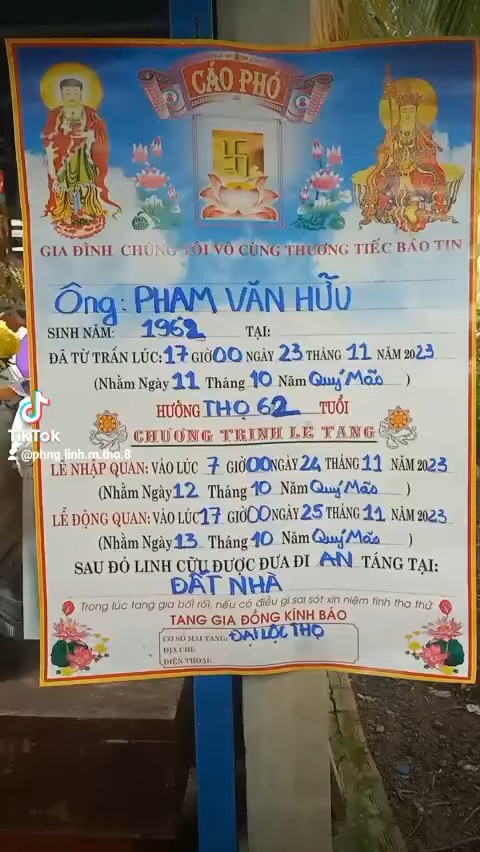 CÁO PHÓ
GIA ĐÌNH CHÚNG TÔI VÔ CÙNG THƯƠNG TIẾC BÁO TIN
Ông: PHAM VĂN HỮU
SINH NĂM: 1962 TẠI:
ĐÃ TỪ TRẦN LÚC: 17 GIỜ 00 NGÀY 23 THÁNG 11 NĂM 2023
(Nhằm Ngày 11 Tháng 10 Năm Quý Mão )
HƯỞNG THỌ 62 TUỔI
CHƯƠNG TRÌNH LỄ TANG
LỄ NHẬP QUAN: VÀO LÚC 7 GIỜ 00 NGÀY 24 THÁNG 11 NĂM 2023
(Nhằm Ngày 12 Tháng 10 Năm Quý Mão )
LỄ ĐỘNG QUAN: VÀO LÚC 17 GIỜ 00 NGÀY 25 THÁNG 11 NĂM 2023
(Nhằm Ngày 13 Tháng 10 Năm Quý Mão )
SAU ĐÓ LINH CỮU ĐƯỢC ĐƯA ĐI AN TÁNG TẠI:
ĐẤT NHÀ
Trong lúc tang gia bối rối, nếu có điều gì sai sót xin niệm tình tha thứ
TANG GIA ĐỒNG KÍNH BÁO
CƠ SỞ MAI TÁNG: ĐẠI LỘC THỌ
ĐỊA CHỈ:
ĐIỆN THOẠI:
TikTok
@phng.linh.m.tho.8